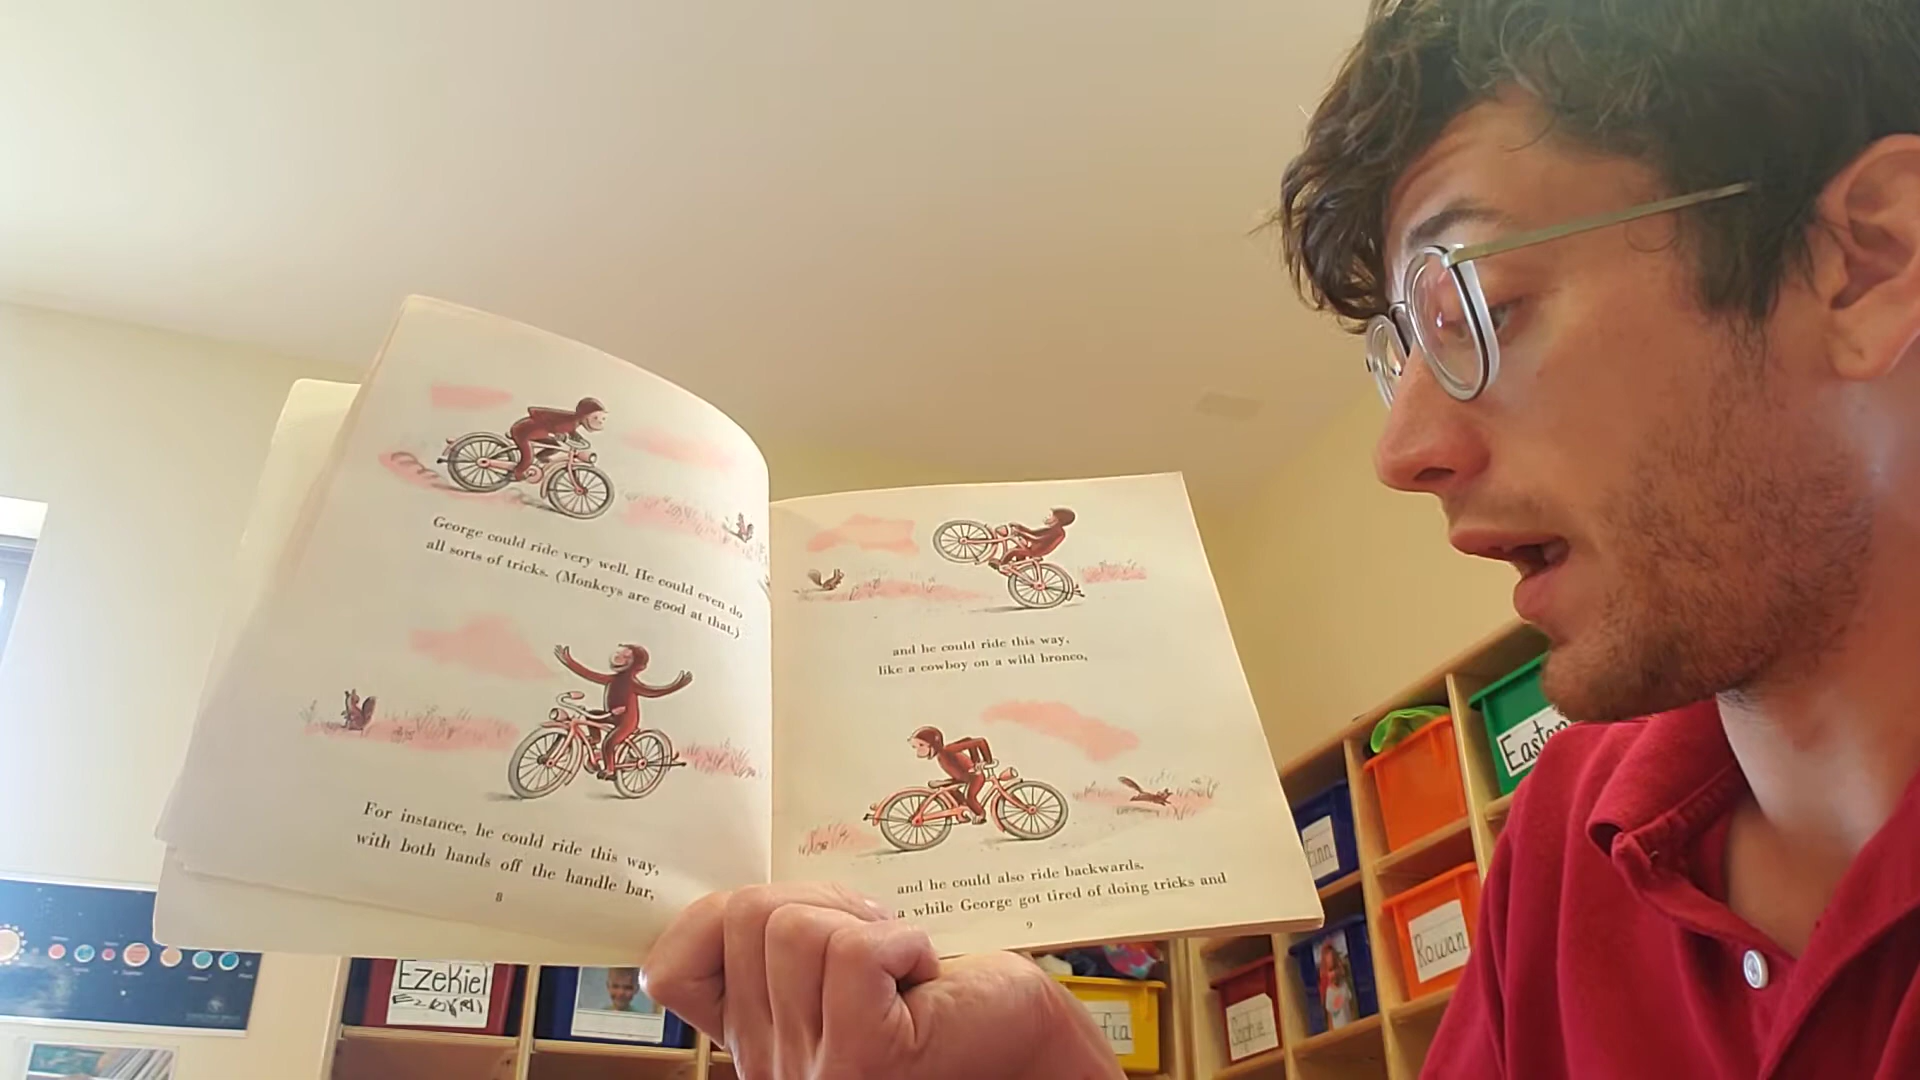 George could ride very well. He could even do
all sorts of tricks. (Monkeys are good at that.)
For instance, he could ride this way,
with both hands off the handle bar,
8
and he could ride this way,
like a cowboy on a wild bronco,
and he could also ride backwards.
a while George got tired of doing tricks and
9
Easton
Finn
Rowan
Sophie
Ezekiel